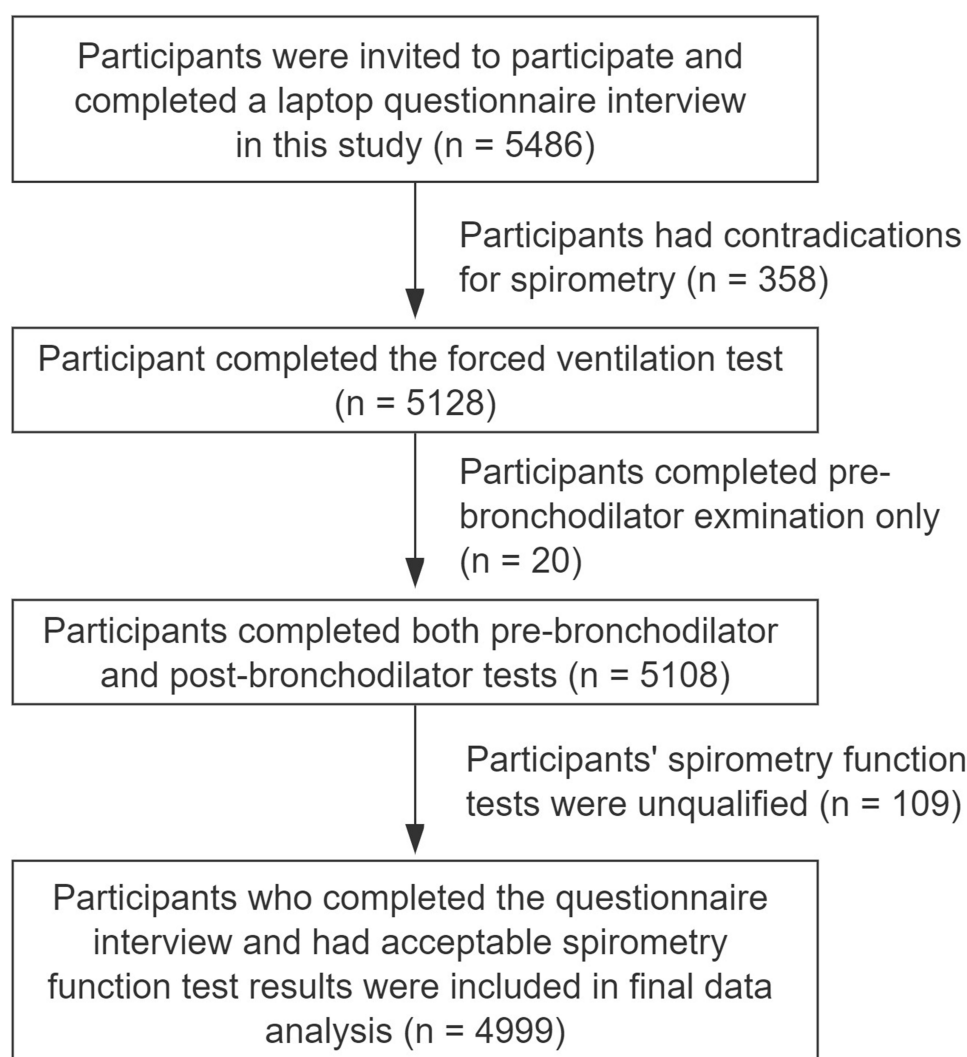 Participants were invited to participate and
completed a laptop questionnaire interview
in this study (n = 5486)
Participants had contradications
for spirometry (n = 358)
Participant completed the forced ventilation test
(n = 5128)
Participants completed pre-
bronchodilator exmination only
(n = 20)
Participants completed both pre-bronchodilator
and post-bronchodilator tests (n = 5108)
Participants' spirometry function
tests were unqualified (n = 109)
Participants who completed the questionnaire
interview and had acceptable spirometry
function test results were included in final data
analysis (n = 4999)